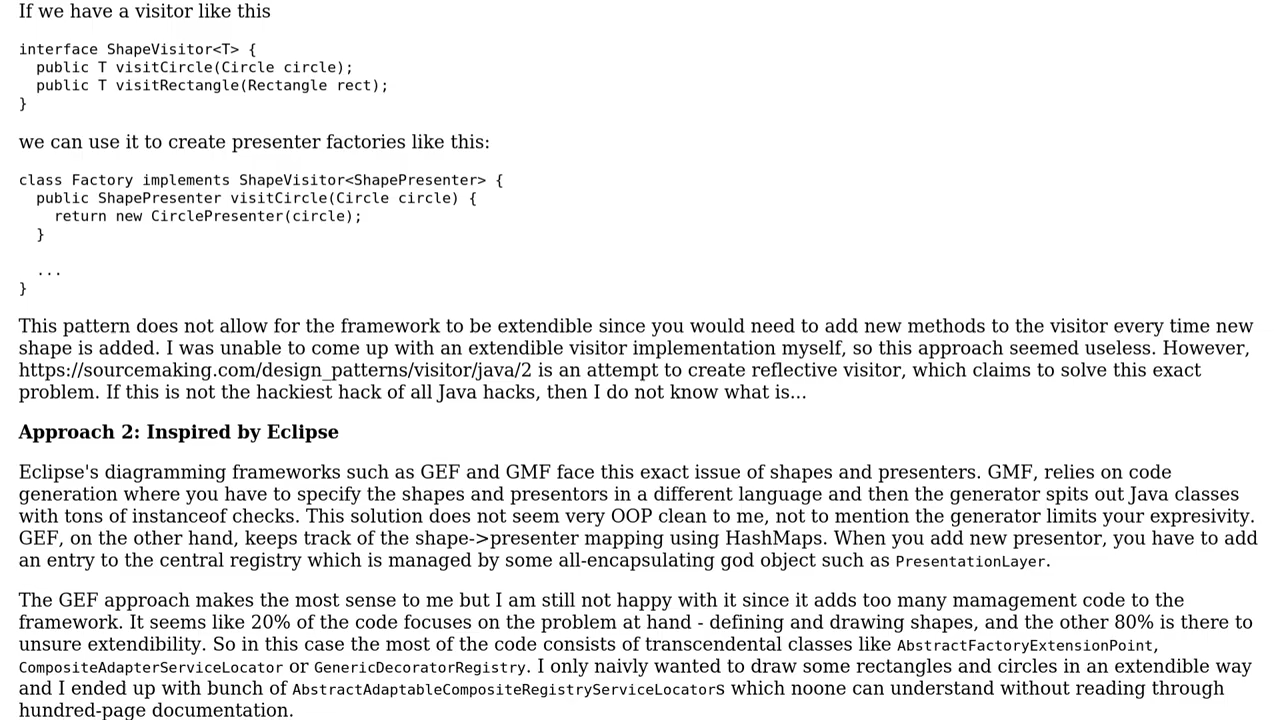 If we have a visitor like this
interface ShapeVisitor<T> {
  public T visitCircle(Circle circle);
  public T visitRectangle(Rectangle rect);
}
we can use it to create presenter factories like this:
class Factory implements ShapeVisitor<ShapePresenter> {
  public ShapePresenter visitCircle(Circle circle) {
    return new CirclePresenter(circle);
  }
  ...
}
This pattern does not allow for the framework to be extendible since you would need to add new methods to the visitor every time new
shape is added. I was unable to come up with an extendible visitor implementation myself, so this approach seemed useless. However,
https://sourcemaking.com/design_patterns/visitor/java/2 is an attempt to create reflective visitor, which claims to solve this exact
problem. If this is not the hackiest hack of all Java hacks, then I do not know what is...
Approach 2: Inspired by Eclipse
Eclipse's diagramming frameworks such as GEF and GMF face this exact issue of shapes and presenters. GMF, relies on code
generation where you have to specify the shapes and presentors in a different language and then the generator spits out Java classes
with tons of instanceof checks. This solution does not seem very OOP clean to me, not to mention the generator limits your expresivity.
GEF, on the other hand, keeps track of the shape->presenter mapping using HashMaps. When you add new presentor, you have to add
an entry to the central registry which is managed by some all-encapsulating god object such as PresentationLayer.
The GEF approach makes the most sense to me but I am still not happy with it since it adds too many mamagement code to the
framework. It seems like 20% of the code focuses on the problem at hand - defining and drawing shapes, and the other 80% is there to
unsure extendibility. So in this case the most of the code consists of transcendental classes like AbstractFactoryExtensionPoint,
CompositeAdapterServiceLocator or GenericDecoratorRegistry. I only naivly wanted to draw some rectangles and circles in an extendible way
and I ended up with bunch of AbstractAdaptableCompositeRegistryServiceLocators which noone can understand without reading through
hundred-page documentation.